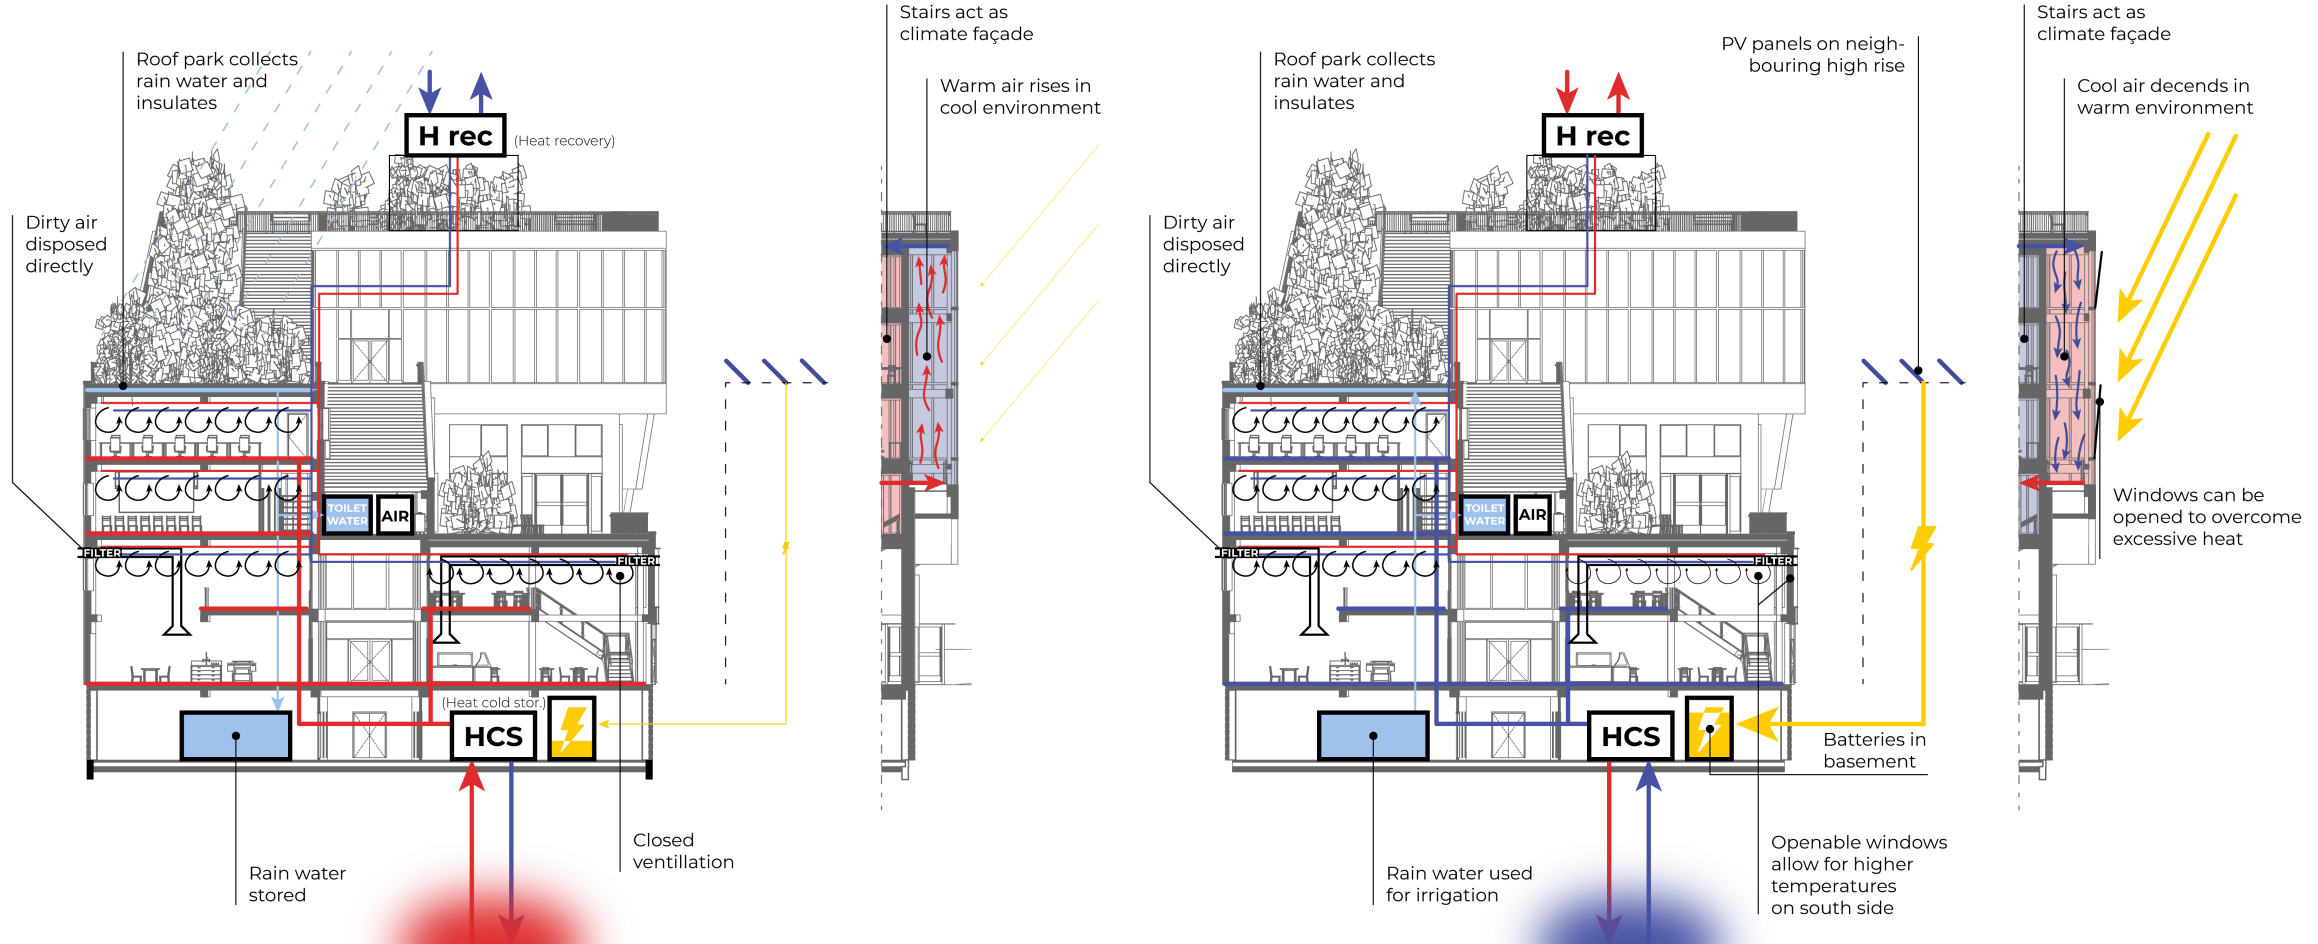 Stairs act as
climate façade
Roof park collects
rain water and
insulates
Warm air rises in
cool environment
H rec
(Heat recovery)
Dirty air
disposed
directly
TOILET
WATER
AIR
FILTER
FILTER
(Heat cold stor.)
HCS
Closed
ventillation
Rain water
stored
Stairs act as
climate façade
PV panels on neigh-
bouring high rise
Roof park collects
rain water and
insulates
Cool air decends in
warm environment
H rec
Dirty air
disposed
directly
TOILET
WATER
AIR
Windows can be
opened to overcome
excessive heat
FILTER
FILTER
HCS
Batteries in
basement
Openable windows
allow for higher
temperatures
on south side
Rain water used
for irrigation